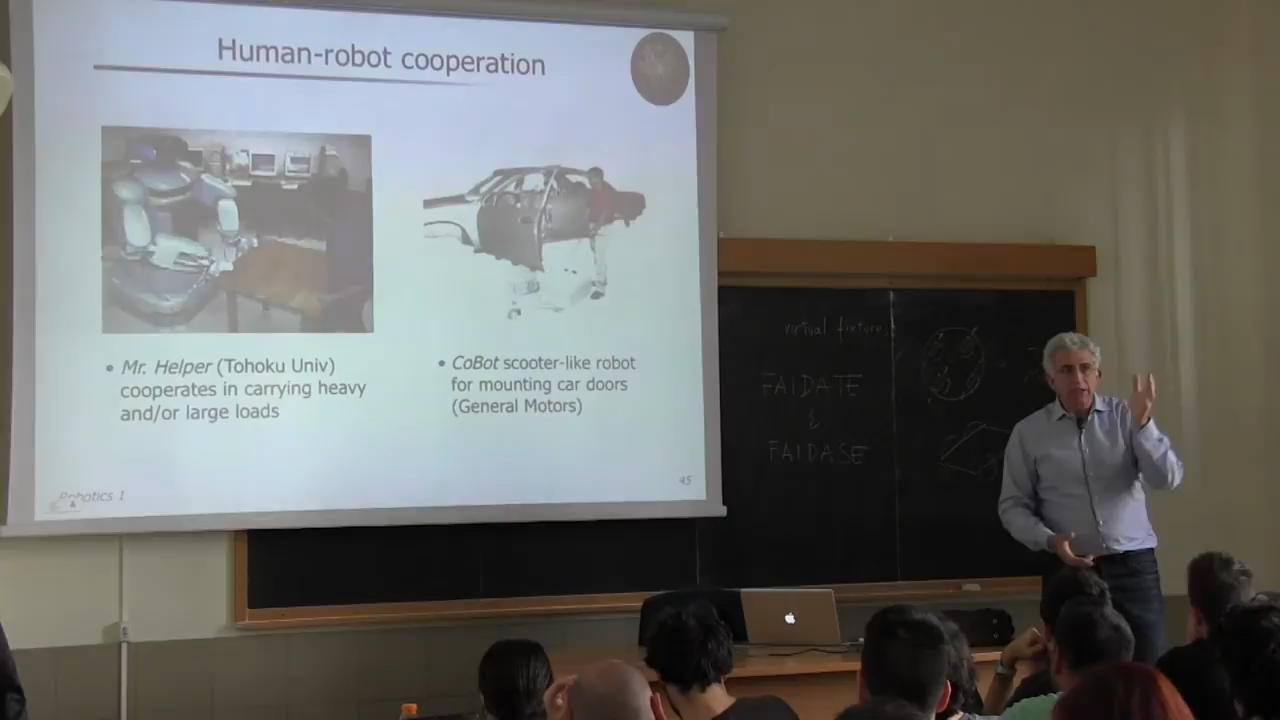 Human-robot cooperation
• Mr. Helper (Tohoku Univ)
cooperates in carrying heavy
and/or large loads
• CoBot scooter-like robot
for mounting car doors
(General Motors)
Robotics 1
45
virtual fixtures
FAIDATE
&
FAIDASE